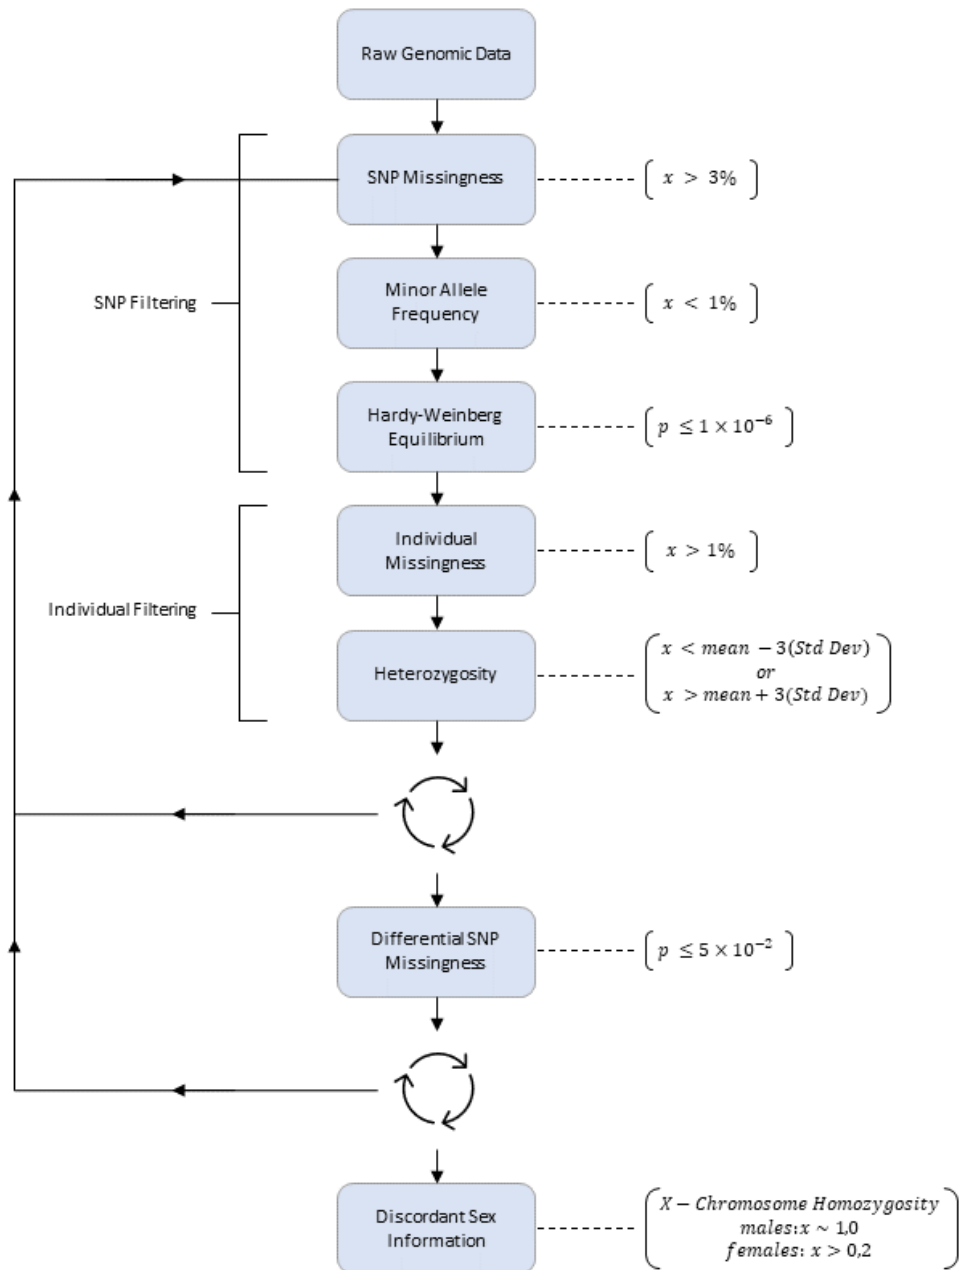 Raw Genomic Data
SNP Missingness
x > 3%
Minor Allele
Frequency
x < 1%
SNP Filtering
Hardy-Weinberg
Equilibrium
p ≤ 1 × 10⁻⁶
Individual
Missingness
x > 1%
Individual Filtering
Heterozygosity
x < mean − 3(Std Dev)
or
x > mean + 3(Std Dev)
Differential SNP
Missingness
p ≤ 5 × 10⁻²
Discordant Sex
Information
X − Chromosome Homozygosity
males: x ~ 1,0
females: x > 0,2